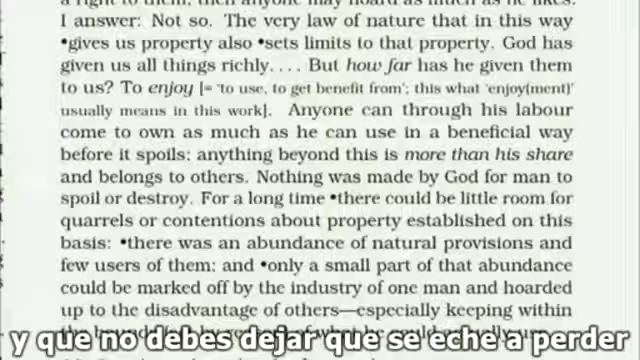 a right to them, then anyone may hoard as much as he likes.
I answer: Not so. The very law of nature that in this way
•gives us property also •sets limits to that property. God has
given us all things richly. . . . But how far has he given them
to us? To enjoy [= 'to use, to get benefit from'; this what 'enjoy(ment)'
usually means in this work]. Anyone can through his labour
come to own as much as he can use in a beneficial way
before it spoils; anything beyond this is more than his share
and belongs to others. Nothing was made by God for man to
spoil or destroy. For a long time •there could be little room for
quarrels or contentions about property established on this
basis: •there was an abundance of natural provisions and
few users of them; and •only a small part of that abundance
could be marked off by the industry of one man and hoarded
up to the disadvantage of others—especially keeping within
y que no debes dejar que se eche a perder